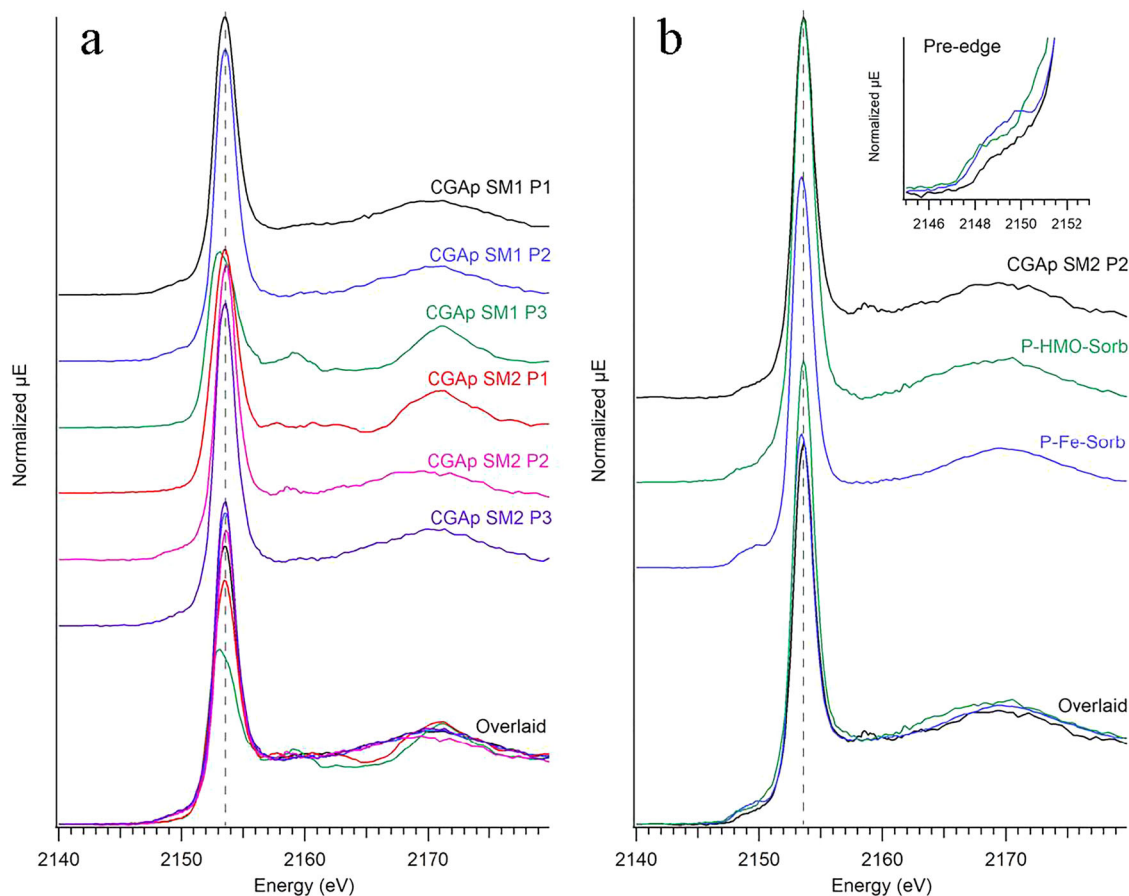 a
CGAp SM1 P1
CGAp SM1 P2
CGAp SM1 P3
CGAp SM2 P1
CGAp SM2 P2
CGAp SM2 P3
Overlaid
Normalized µE
2140 2150 2160 2170
Energy (eV)
b
Pre-edge
Normalized µE
2146 2148 2150 2152
CGAp SM2 P2
P-HMO-Sorb
P-Fe-Sorb
Overlaid
Normalized µE
2140 2150 2160 2170
Energy (eV)